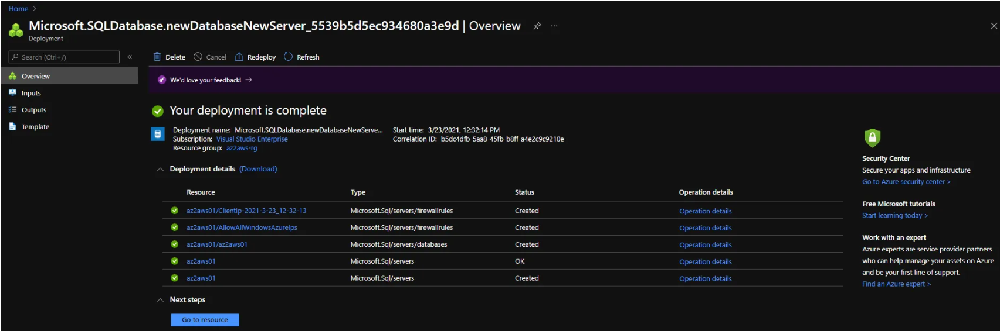 Home >
Microsoft.SQLDatabase.newDatabaseNewServer_5539b5d5ec934680a3e9d | Overview ...
Deployment
Search (Ctrl+/) «
Overview
Inputs
Outputs
Template
Delete Cancel Redeploy Refresh
We'd love your feedback! →
Your deployment is complete
Deployment name: Microsoft.SQLDatabase.newDatabaseNewServe... Start time: 3/23/2021, 12:32:14 PM
Subscription: Visual Studio Enterprise Correlation ID: b5dc4dfb-5aa8-45fb-b8ff-a4e2c9c9210e
Resource group: az2aws-rg
Deployment details (Download)
Resource Type Status Operation details
az2aws01/ClientIp-2021-3-23_12-32-13 Microsoft.Sql/servers/firewallrules Created Operation details
az2aws01/AllowAllWindowsAzureIps Microsoft.Sql/servers/firewallrules Created Operation details
az2aws01/az2aws01 Microsoft.Sql/servers/databases Created Operation details
az2aws01 Microsoft.Sql/servers OK Operation details
az2aws01 Microsoft.Sql/servers Created Operation details
Next steps
Go to resource
Security Center
Secure your apps and infrastructure
Go to Azure security center >
Free Microsoft tutorials
Start learning today >
Work with an expert
Azure experts are service provider partners
who can help manage your assets on Azure
and be your first line of support.
Find an Azure expert >